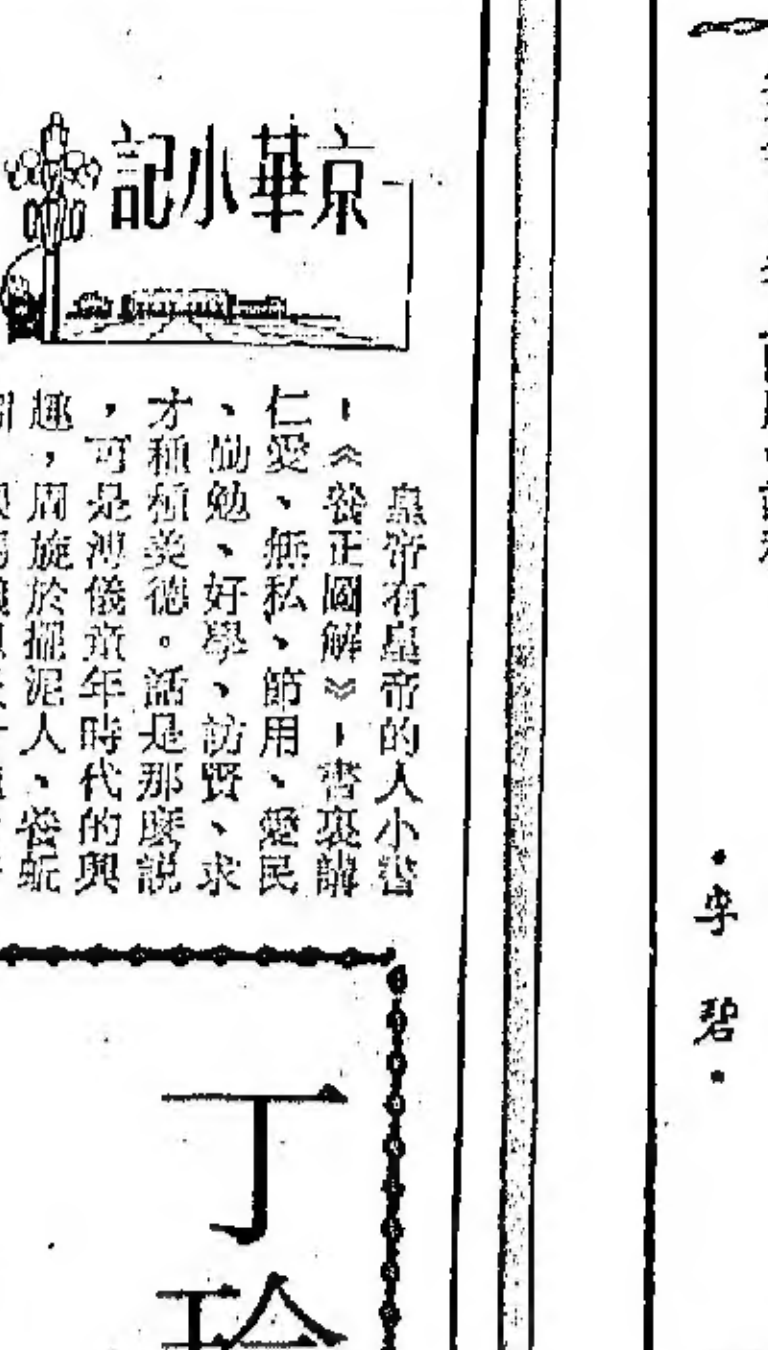 ·李碧·
京華小記
皇帝有皇帝的人小書
，《養正圖解》，書裏講
仁愛、無私、節用、愛民
、勤勉、好學、訪賢、求
才種種美德。話是那麼説
，可是溥儀童年時代的興
趣，周旋於擺泥人、養蚯
丁玲